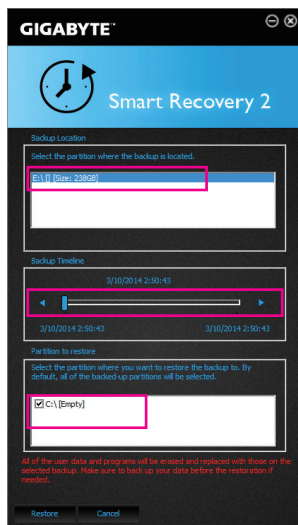 GIGABYTE™
Smart Recovery 2
Backup Location
Select the partition where the backup is located.
E:\ [] [Size: 238GB]
Backup Timeline
3/10/2014 2:50:43
3/10/2014 2:50:43 3/10/2014 2:50:43
Partition to restore
Select the partition where you want to restore the backup to. By
default, all of the backed-up partitions will be selected.
C:\ [Empty]
All of the user data and programs will be erased and replaced with those on the
selected backup. Make sure to back up your data before the restoration if
needed.
Restore Cancel